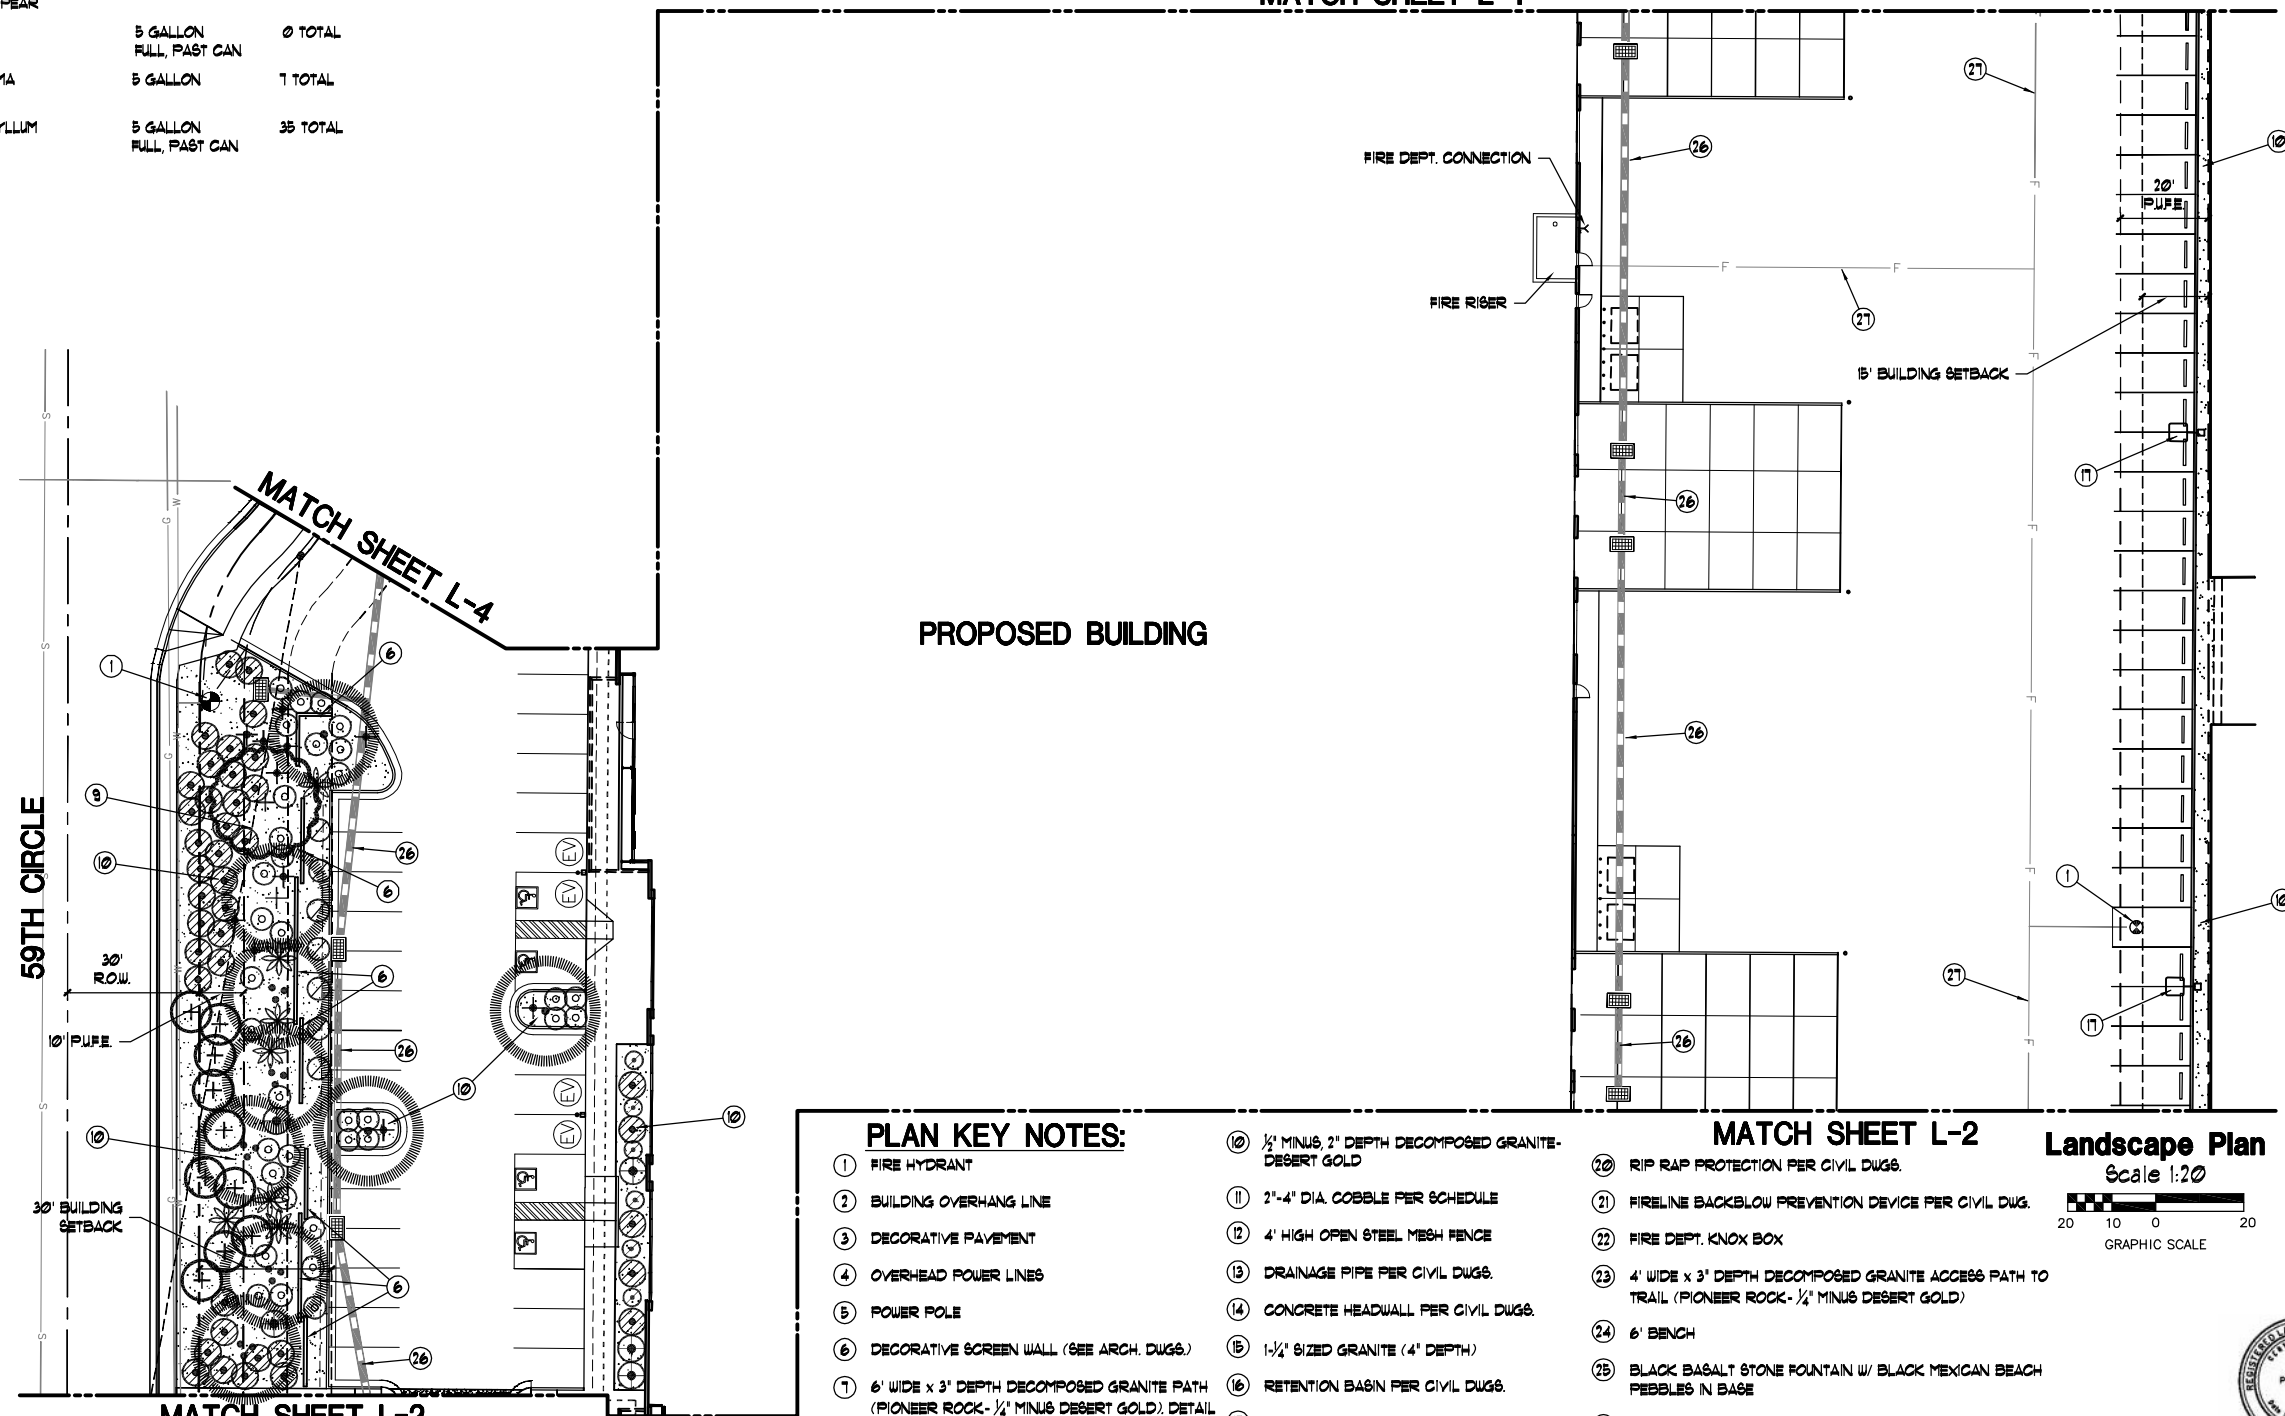 PEAR
5 GALLON
FULL, PAST CAN
0 TOTAL
MA
5 GALLON
7 TOTAL
YLLUM
5 GALLON
FULL, PAST CAN
35 TOTAL
FIRE DEPT. CONNECTION
FIRE RISER
27
26
10
20'
P.U.F.E.
F
F
27
15' BUILDING SETBACK
17
26
MATCH SHEET L-4
PROPOSED BUILDING
1
6
9
26
10
6
EV
EV
59TH CIRCLE
30'
R.O.W.
6
10' P.U.F.E.
26
10
EV
EV
10
10
30' BUILDING
SETBACK
6
26
26
1
10
27
17
26
MATCH SHEET L-2
PLAN KEY NOTES:
1 FIRE HYDRANT
2 BUILDING OVERHANG LINE
3 DECORATIVE PAVEMENT
4 OVERHEAD POWER LINES
5 POWER POLE
6 DECORATIVE SCREEN WALL (SEE ARCH. DWGS.)
7 6' WIDE x 3" DEPTH DECOMPOSED GRANITE PATH
(PIONEER ROCK- 1/4" MINUS DESERT GOLD). DETAIL
10 1/2" MINUS, 2" DEPTH DECOMPOSED GRANITE-
DESERT GOLD
11 2"-4" DIA. COBBLE PER SCHEDULE
12 4' HIGH OPEN STEEL MESH FENCE
13 DRAINAGE PIPE PER CIVIL DWGS.
14 CONCRETE HEADWALL PER CIVIL DWGS.
15 1-1/4" SIZED GRANITE (4" DEPTH)
16 RETENTION BASIN PER CIVIL DWGS.
MATCH SHEET L-2
20 RIP RAP PROTECTION PER CIVIL DWGS.
21 FIRELINE BACKBLOW PREVENTION DEVICE PER CIVIL DWG.
22 FIRE DEPT. KNOX BOX
23 4' WIDE x 3" DEPTH DECOMPOSED GRANITE ACCESS PATH TO
TRAIL (PIONEER ROCK- 1/4" MINUS DESERT GOLD)
24 6' BENCH
25 BLACK BASALT STONE FOUNTAIN W/ BLACK MEXICAN BEACH
PEBBLES IN BASE
Landscape Plan
Scale 1:20
20 10 0 20
GRAPHIC SCALE